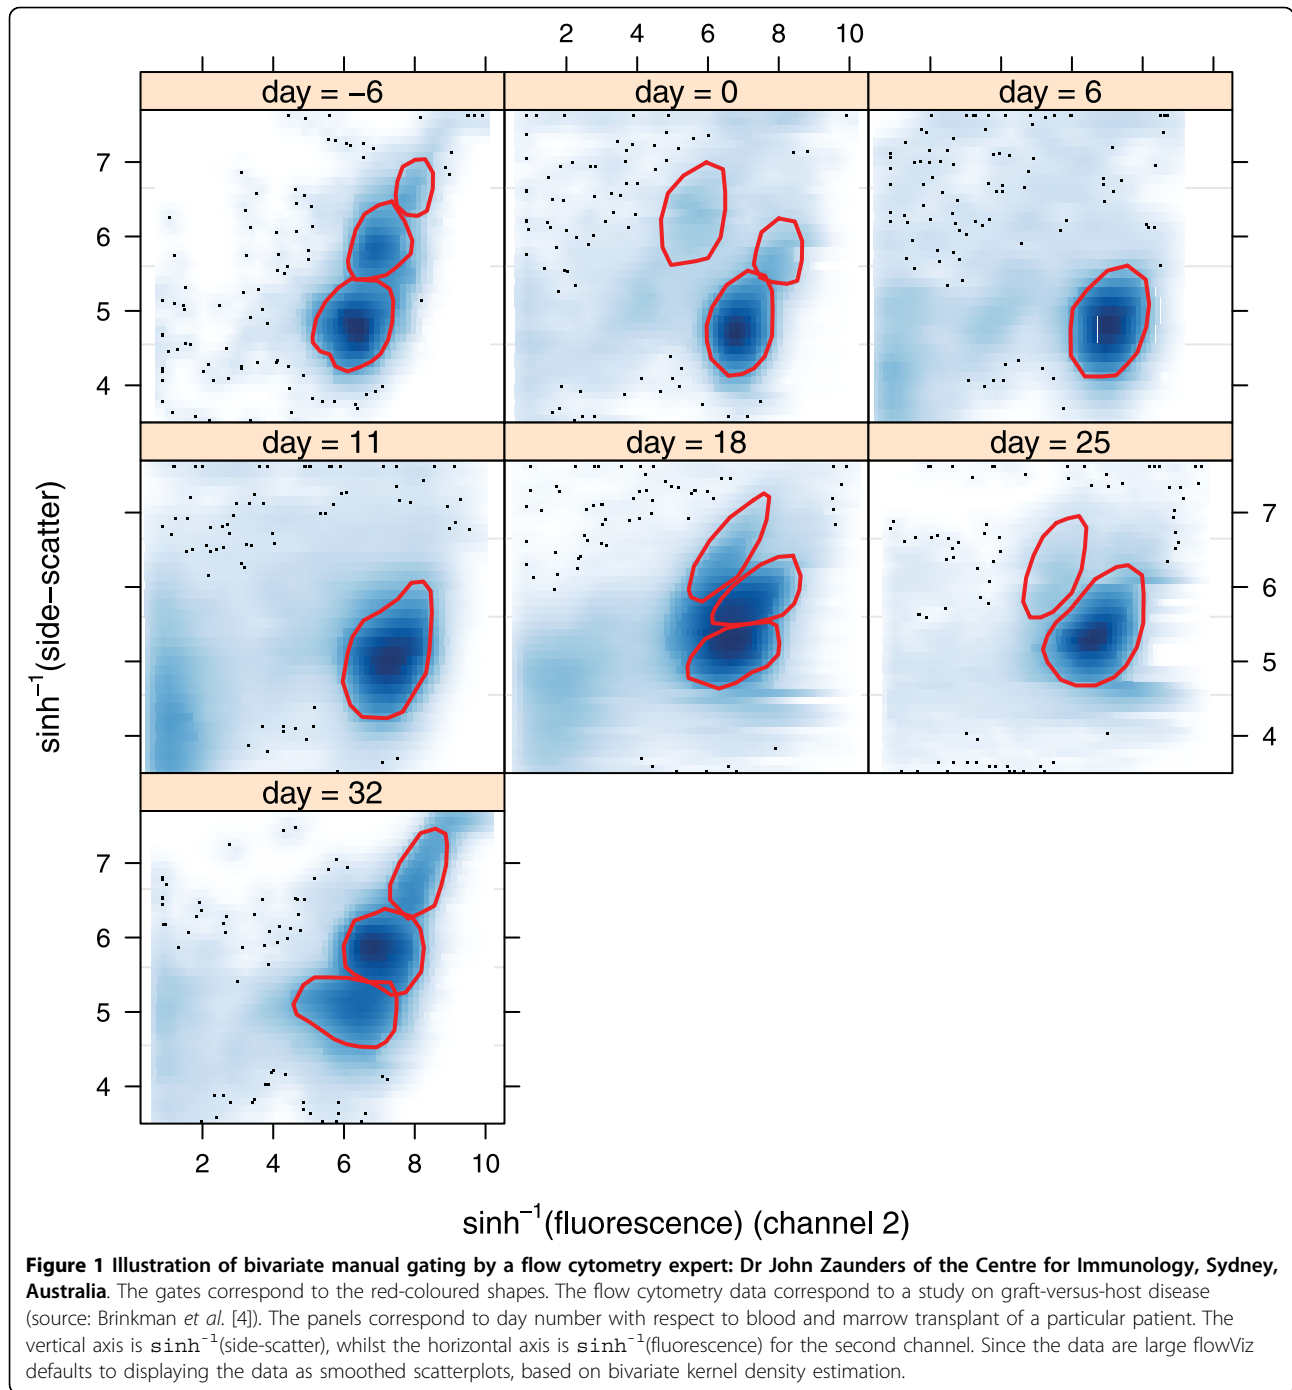 2 4 6 8 10
day = −6 day = 0 day = 6
7
6
5
4
7
6
5
4
day = 11 day = 18 day = 25
day = 32
7
6
5
4
2 4 6 8 10
sinh−1(side−scatter)
sinh−1(fluorescence) (channel 2)
Figure 1 Illustration of bivariate manual gating by a flow cytometry expert: Dr John Zaunders of the Centre for Immunology, Sydney,
Australia. The gates correspond to the red-coloured shapes. The flow cytometry data correspond to a study on graft-versus-host disease
(source: Brinkman et al. [4]). The panels correspond to day number with respect to blood and marrow transplant of a particular patient. The
vertical axis is sinh−1(side-scatter), whilst the horizontal axis is sinh−1(fluorescence) for the second channel. Since the data are large flowViz
defaults to displaying the data as smoothed scatterplots, based on bivariate kernel density estimation.